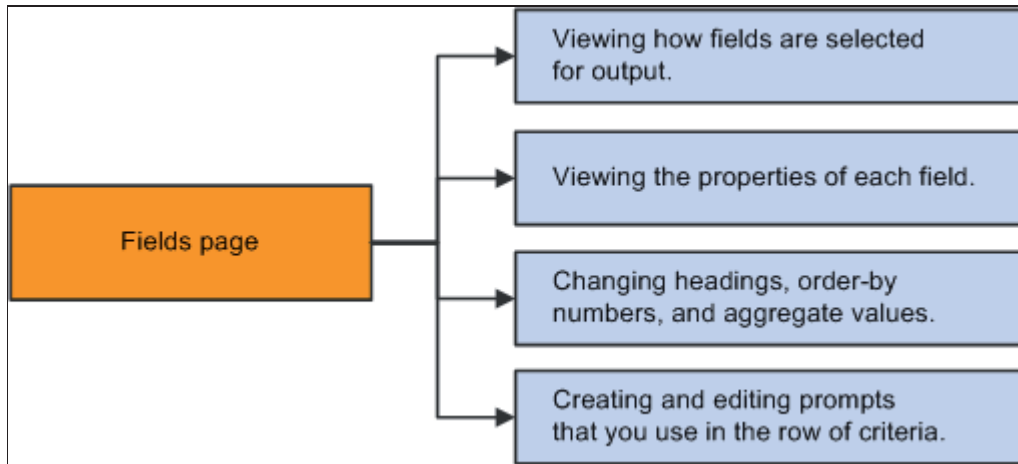 Viewing how fields are selected
for output.
Viewing the properties of each field.
Fields page
Changing headings, order-by
numbers, and aggregate values.
Creating and editing prompts
that you use in the row of criteria.